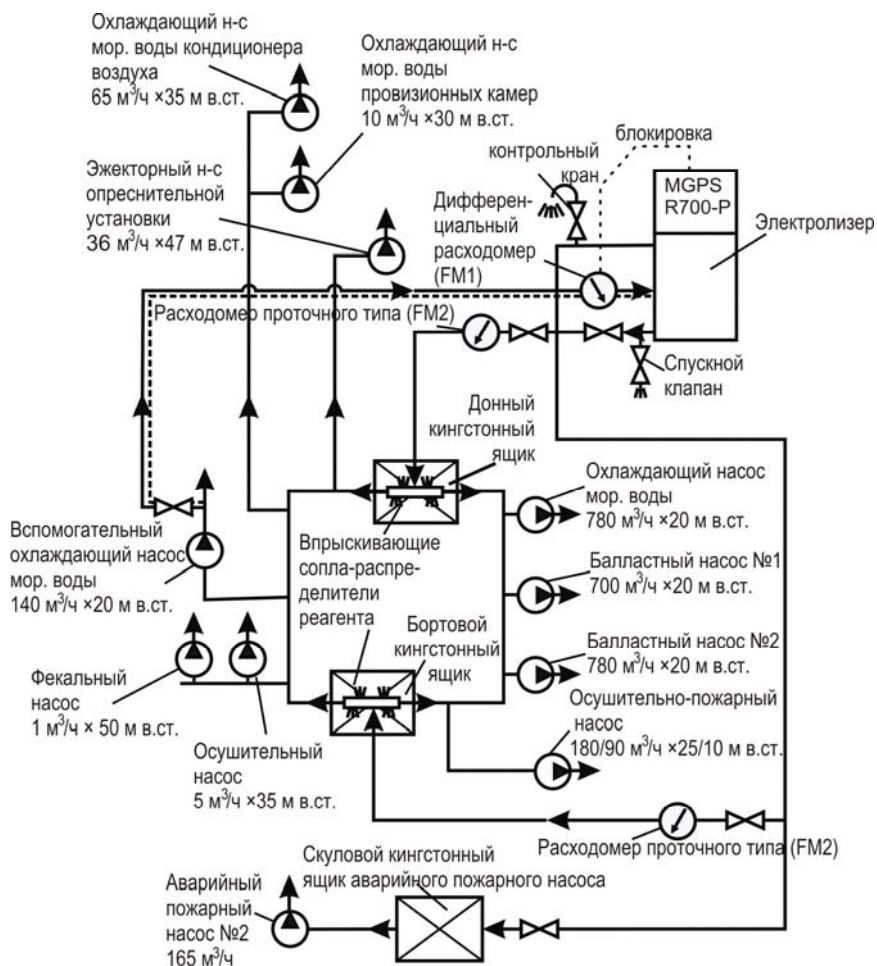 Охлаждающий н-с
мор. воды кондиционера
воздуха
65 м³/ч ×35 м в.ст.
Охлаждающий н-с
мор. воды
провизионных камер
10 м³/ч ×30 м в.ст.
Эжекторный н-с
опреснительной
установки
36 м³/ч ×47 м в.ст.
контрольный
кран
блокировка
MGPS
R700-P
Электролизер
Дифферен-
циальный
расходомер
(FM1)
Расходомер проточного типа (FM2)
Спускной
клапан
Донный
кингстонный
ящик
Охлаждающий насос
мор. воды
780 м³/ч ×20 м в.ст.
Вспомогательный
охлаждающий насос
мор. воды
140 м³/ч ×20 м в.ст.
Впрыскивающие
сопла-распре-
делители
реагента
Балластный насос №1
700 м³/ч ×20 м в.ст.
Бортовой
кингстонный
ящик
Балластный насос №2
780 м³/ч ×20 м в.ст.
Фекальный
насос
1 м³/ч × 50 м в.ст.
Осушительный
насос
5 м³/ч ×35 м в.ст.
Осушительно-пожарный
насос
180/90 м³/ч ×25/10 м в.ст.
Расходомер проточного типа (FM2)
Скуловой кингстонный
ящик аварийного пожарного насоса
Аварийный
пожарный
насос №2
165 м³/ч